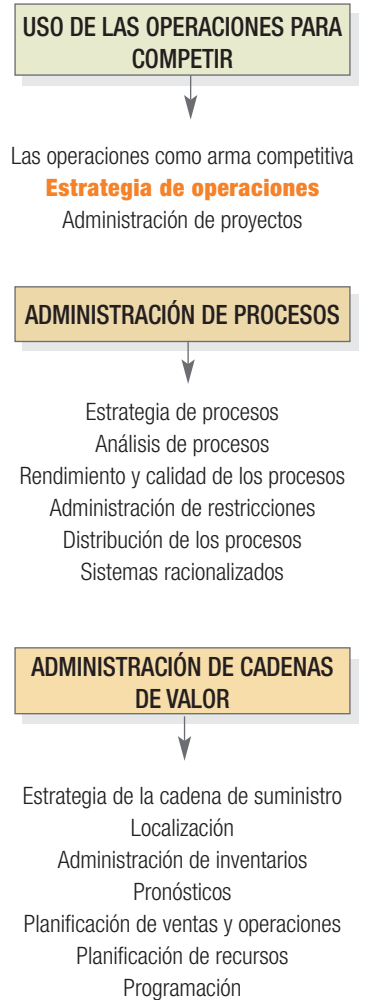 USO DE LAS OPERACIONES PARA
COMPETIR
Las operaciones como arma competitiva
Estrategia de operaciones
Administración de proyectos
ADMINISTRACIÓN DE PROCESOS
Estrategia de procesos
Análisis de procesos
Rendimiento y calidad de los procesos
Administración de restricciones
Distribución de los procesos
Sistemas racionalizados
ADMINISTRACIÓN DE CADENAS
DE VALOR
Estrategia de la cadena de suministro
Localización
Administración de inventarios
Pronósticos
Planificación de ventas y operaciones
Planificación de recursos
Programación